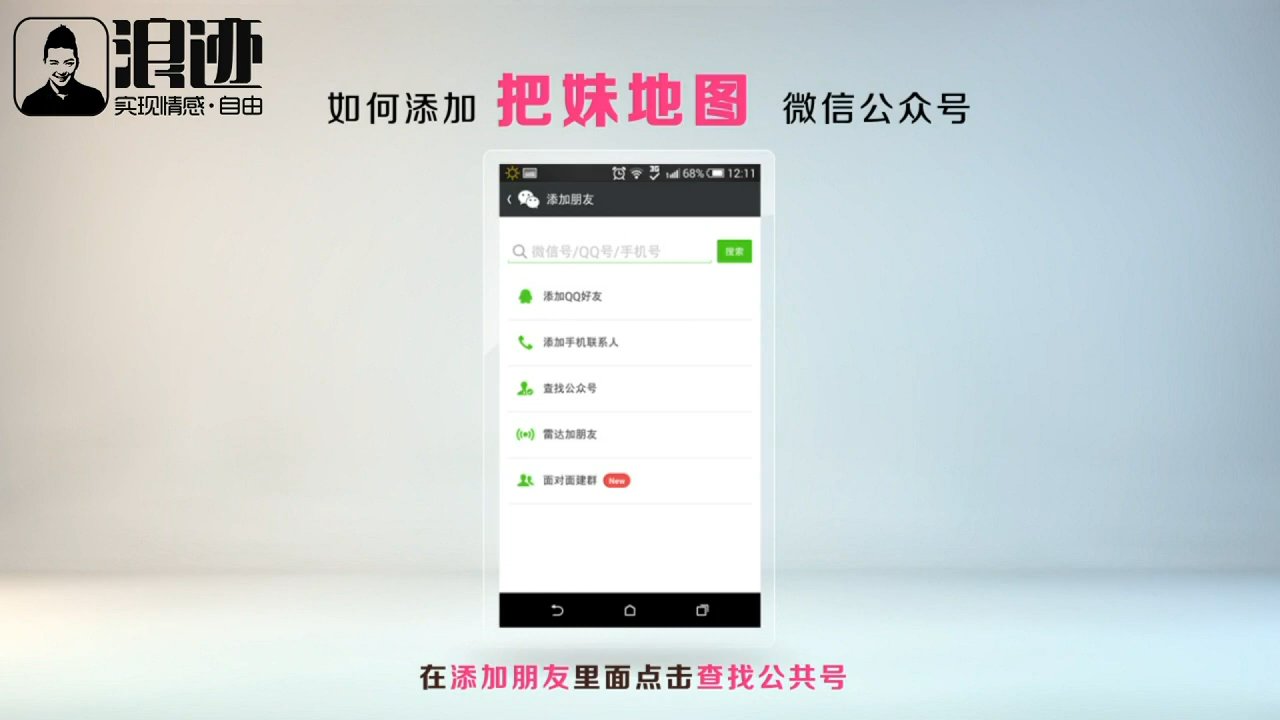 浪迹
实现情感·自由
如何添加 把妹地图 微信公众号
3G 68% 12:11
添加朋友
微信号/QQ号/手机号 搜索
添加QQ好友
添加手机联系人
查找公众号
雷达加朋友
面对面建群 New
在添加朋友里面点击查找公共号